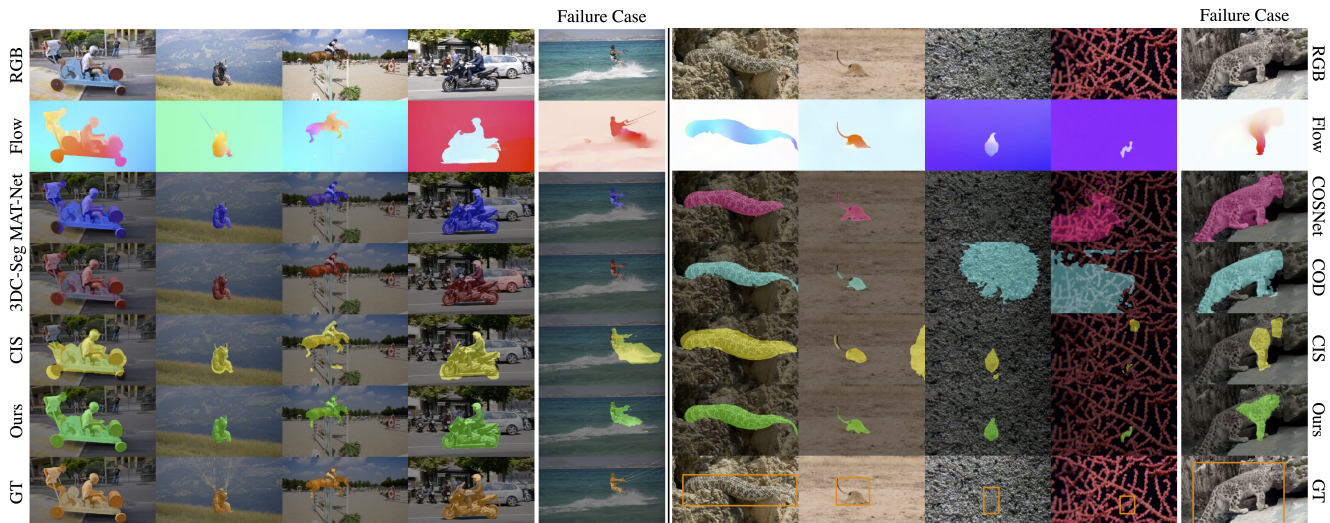 Failure Case
Failure Case
RGB
Flow
MAT-Net
3DC-Seg
CIS
Ours
GT
RGB
Flow
COSNet
COD
CIS
Ours
GT